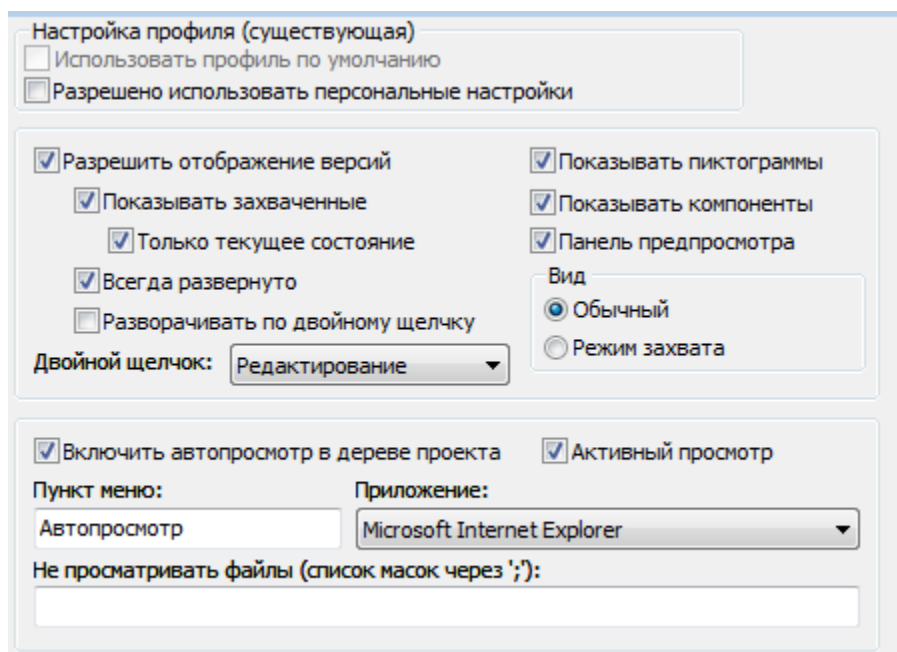 Настройка профиля (существующая)
Использовать профиль по умолчанию
Разрешено использовать персональные настройки
Разрешить отображение версий
Показывать захваченные
Только текущее состояние
Всегда развернуто
Разворачивать по двойному щелчку
Двойной щелчок: Редактирование
Показывать пиктограммы
Показывать компоненты
Панель предпросмотра
Вид
Обычный
Режим захвата
Включить автопросмотр в дереве проекта Активный просмотр
Пункт меню: Приложение:
Автопросмотр Microsoft Internet Explorer
Не просматривать файлы (список масок через ';'):